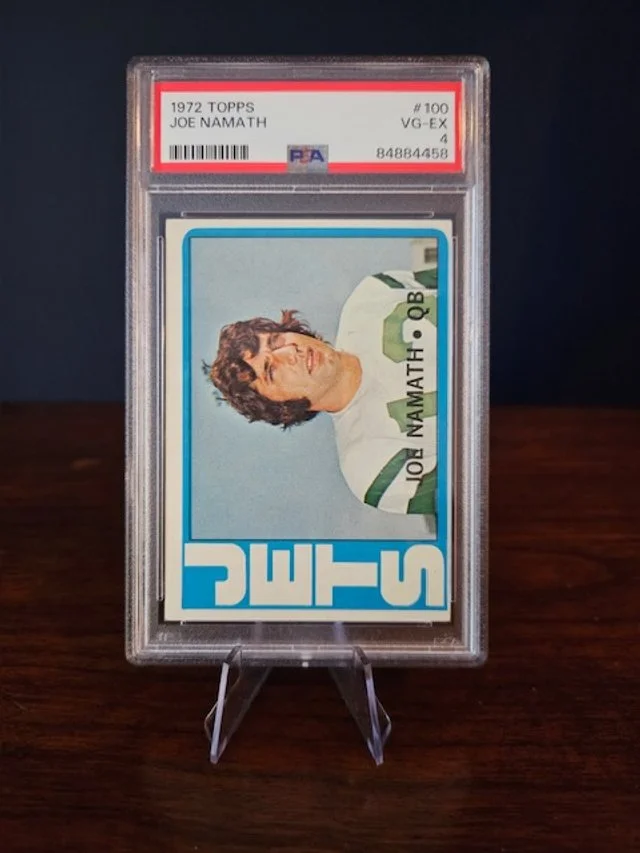 1972 TOPPS #100
JOE NAMATH VG-EX
4
PSA 84884458
JOE NAMATH • QB
JETS